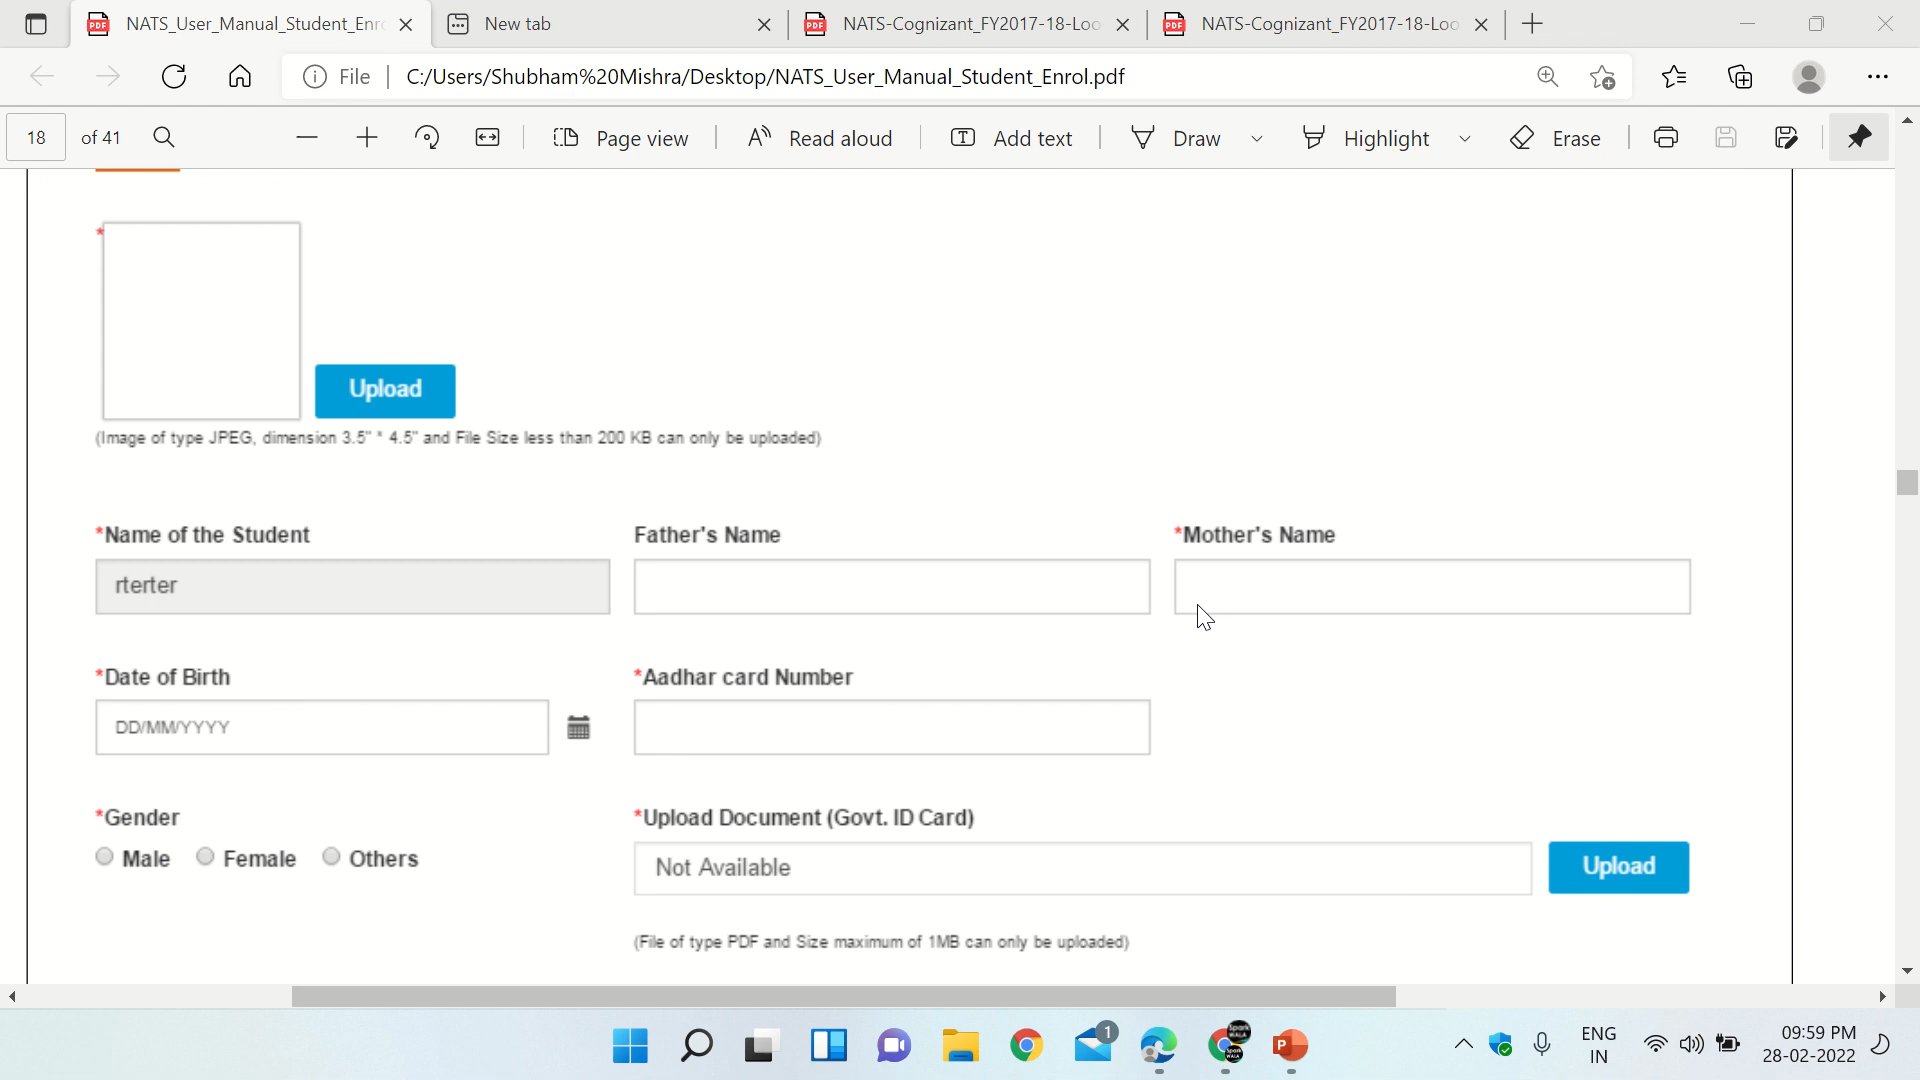 NATS_User_Manual_Student_Enr
New tab
NATS-Cognizant_FY2017-18-Loo
NATS-Cognizant_FY2017-18-Loo
File
C:/Users/Shubham%20Mishra/Desktop/NATS_User_Manual_Student_Enrol.pdf
18 of 41
Page view
Read aloud
Add text
Draw
Highlight
Erase
*
Upload
(Image of type JPEG, dimension 3.5" * 4.5" and File Size less than 200 KB can only be uploaded)
*Name of the Student
Father's Name
*Mother's Name
rterter
*Date of Birth
*Aadhar card Number
DD/MM/YYYY
*Gender
*Upload Document (Govt. ID Card)
Male Female Others
Not Available
Upload
(File of type PDF and Size maximum of 1MB can only be uploaded)
1
ENG
IN
09:59 PM
28-02-2022